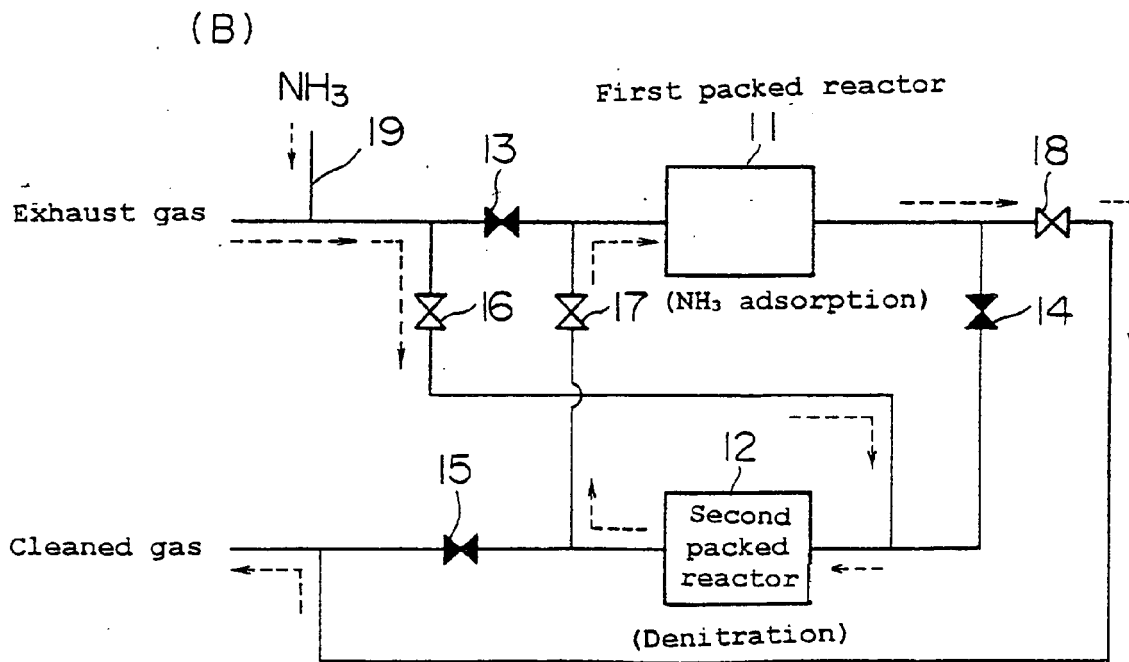 (B)
NH₃
First packed reactor
11
19
13
18
Exhaust gas
16
17
(NH₃ adsorption)
14
12
15
Second
packed
reactor
Cleaned gas
(Denitration)